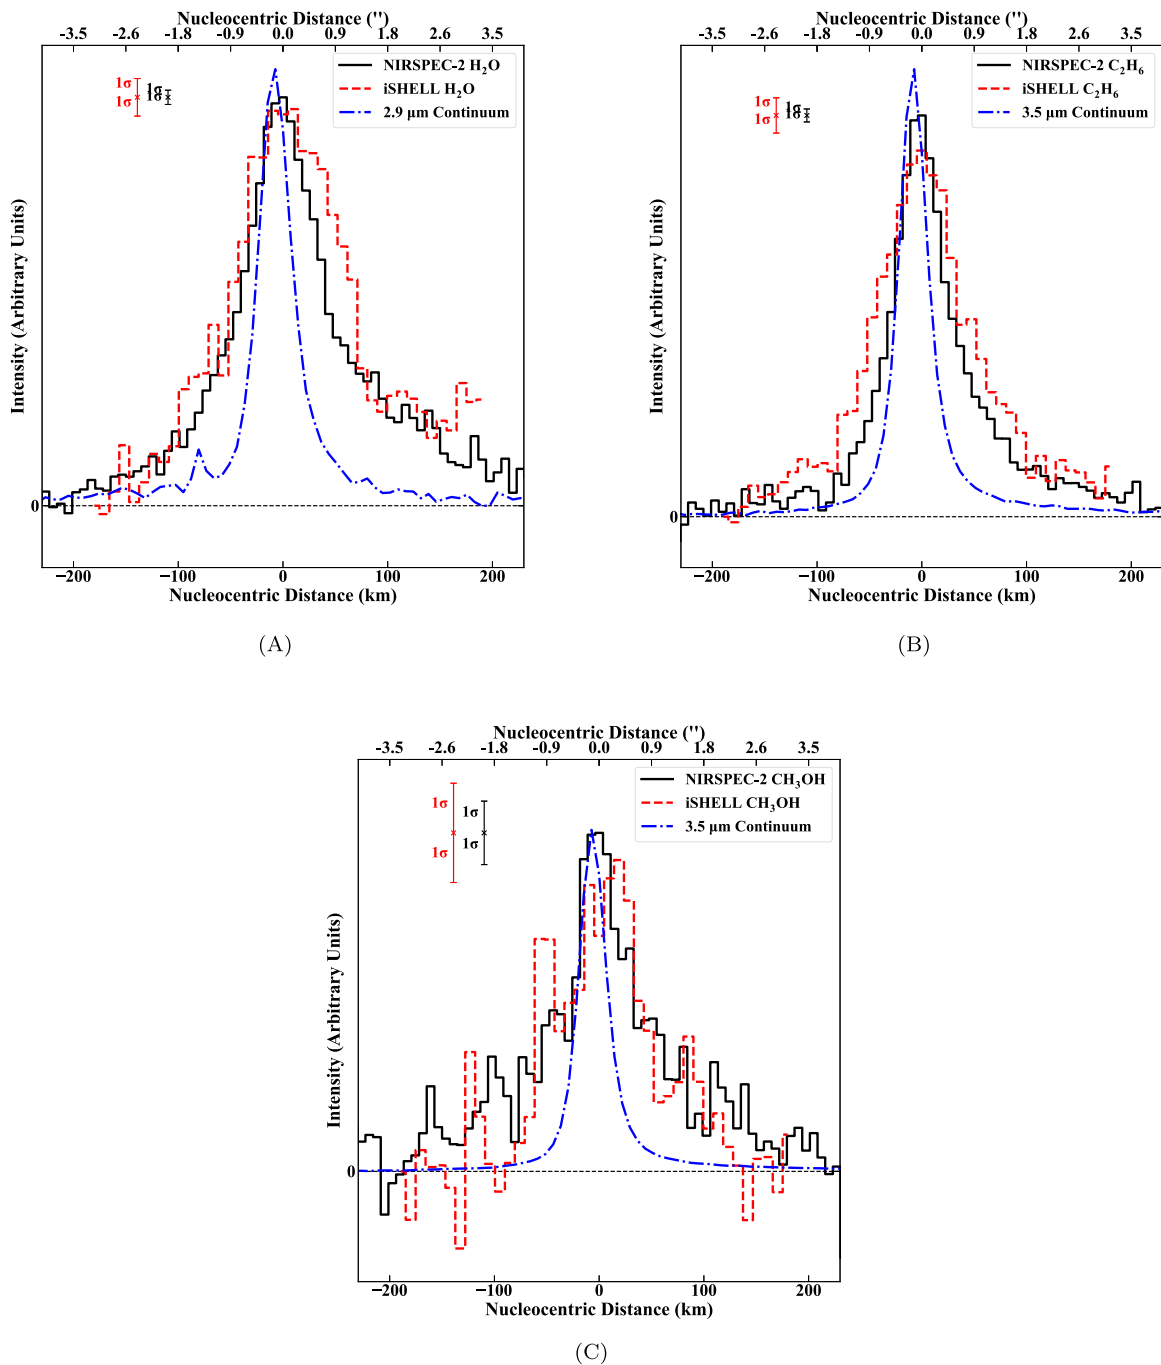 Nucleocentric Distance (")
-3.5 -2.6 -1.8 -0.9 0.0 0.9 1.8 2.6 3.5
NIRSPEC-2 H₂O
iSHELL H₂O
2.9 μm Continuum
1σ
1σ
1σ
1σ
Intensity (Arbitrary Units)
0
−200 −100 0 100 200
Nucleocentric Distance (km)
(A)
Nucleocentric Distance (")
-3.5 -2.6 -1.8 -0.9 0.0 0.9 1.8 2.6 3.5
NIRSPEC-2 C₂H₆
iSHELL C₂H₆
3.5 μm Continuum
1σ
1σ
1σ
1σ
Intensity (Arbitrary Units)
0
−200 −100 0 100 200
Nucleocentric Distance (km)
(B)
Nucleocentric Distance (")
-3.5 -2.6 -1.8 -0.9 0.0 0.9 1.8 2.6 3.5
NIRSPEC-2 CH₃OH
iSHELL CH₃OH
3.5 μm Continuum
1σ
1σ
1σ
1σ
Intensity (Arbitrary Units)
0
−200 −100 0 100 200
Nucleocentric Distance (km)
(C)